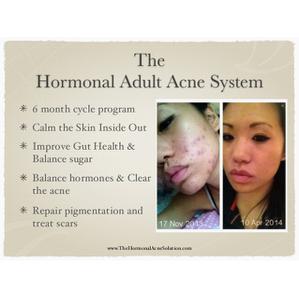 The
Hormonal Adult Acne System
6 month cycle program
Calm the Skin Inside Out
Improve Gut Health &
Balance sugar
Balance hormones & Clear
the acne
Repair pigmentation and
treat scars
17 Nov 2013
10 Apr 2014
www.TheHormonalAcneSolution.com